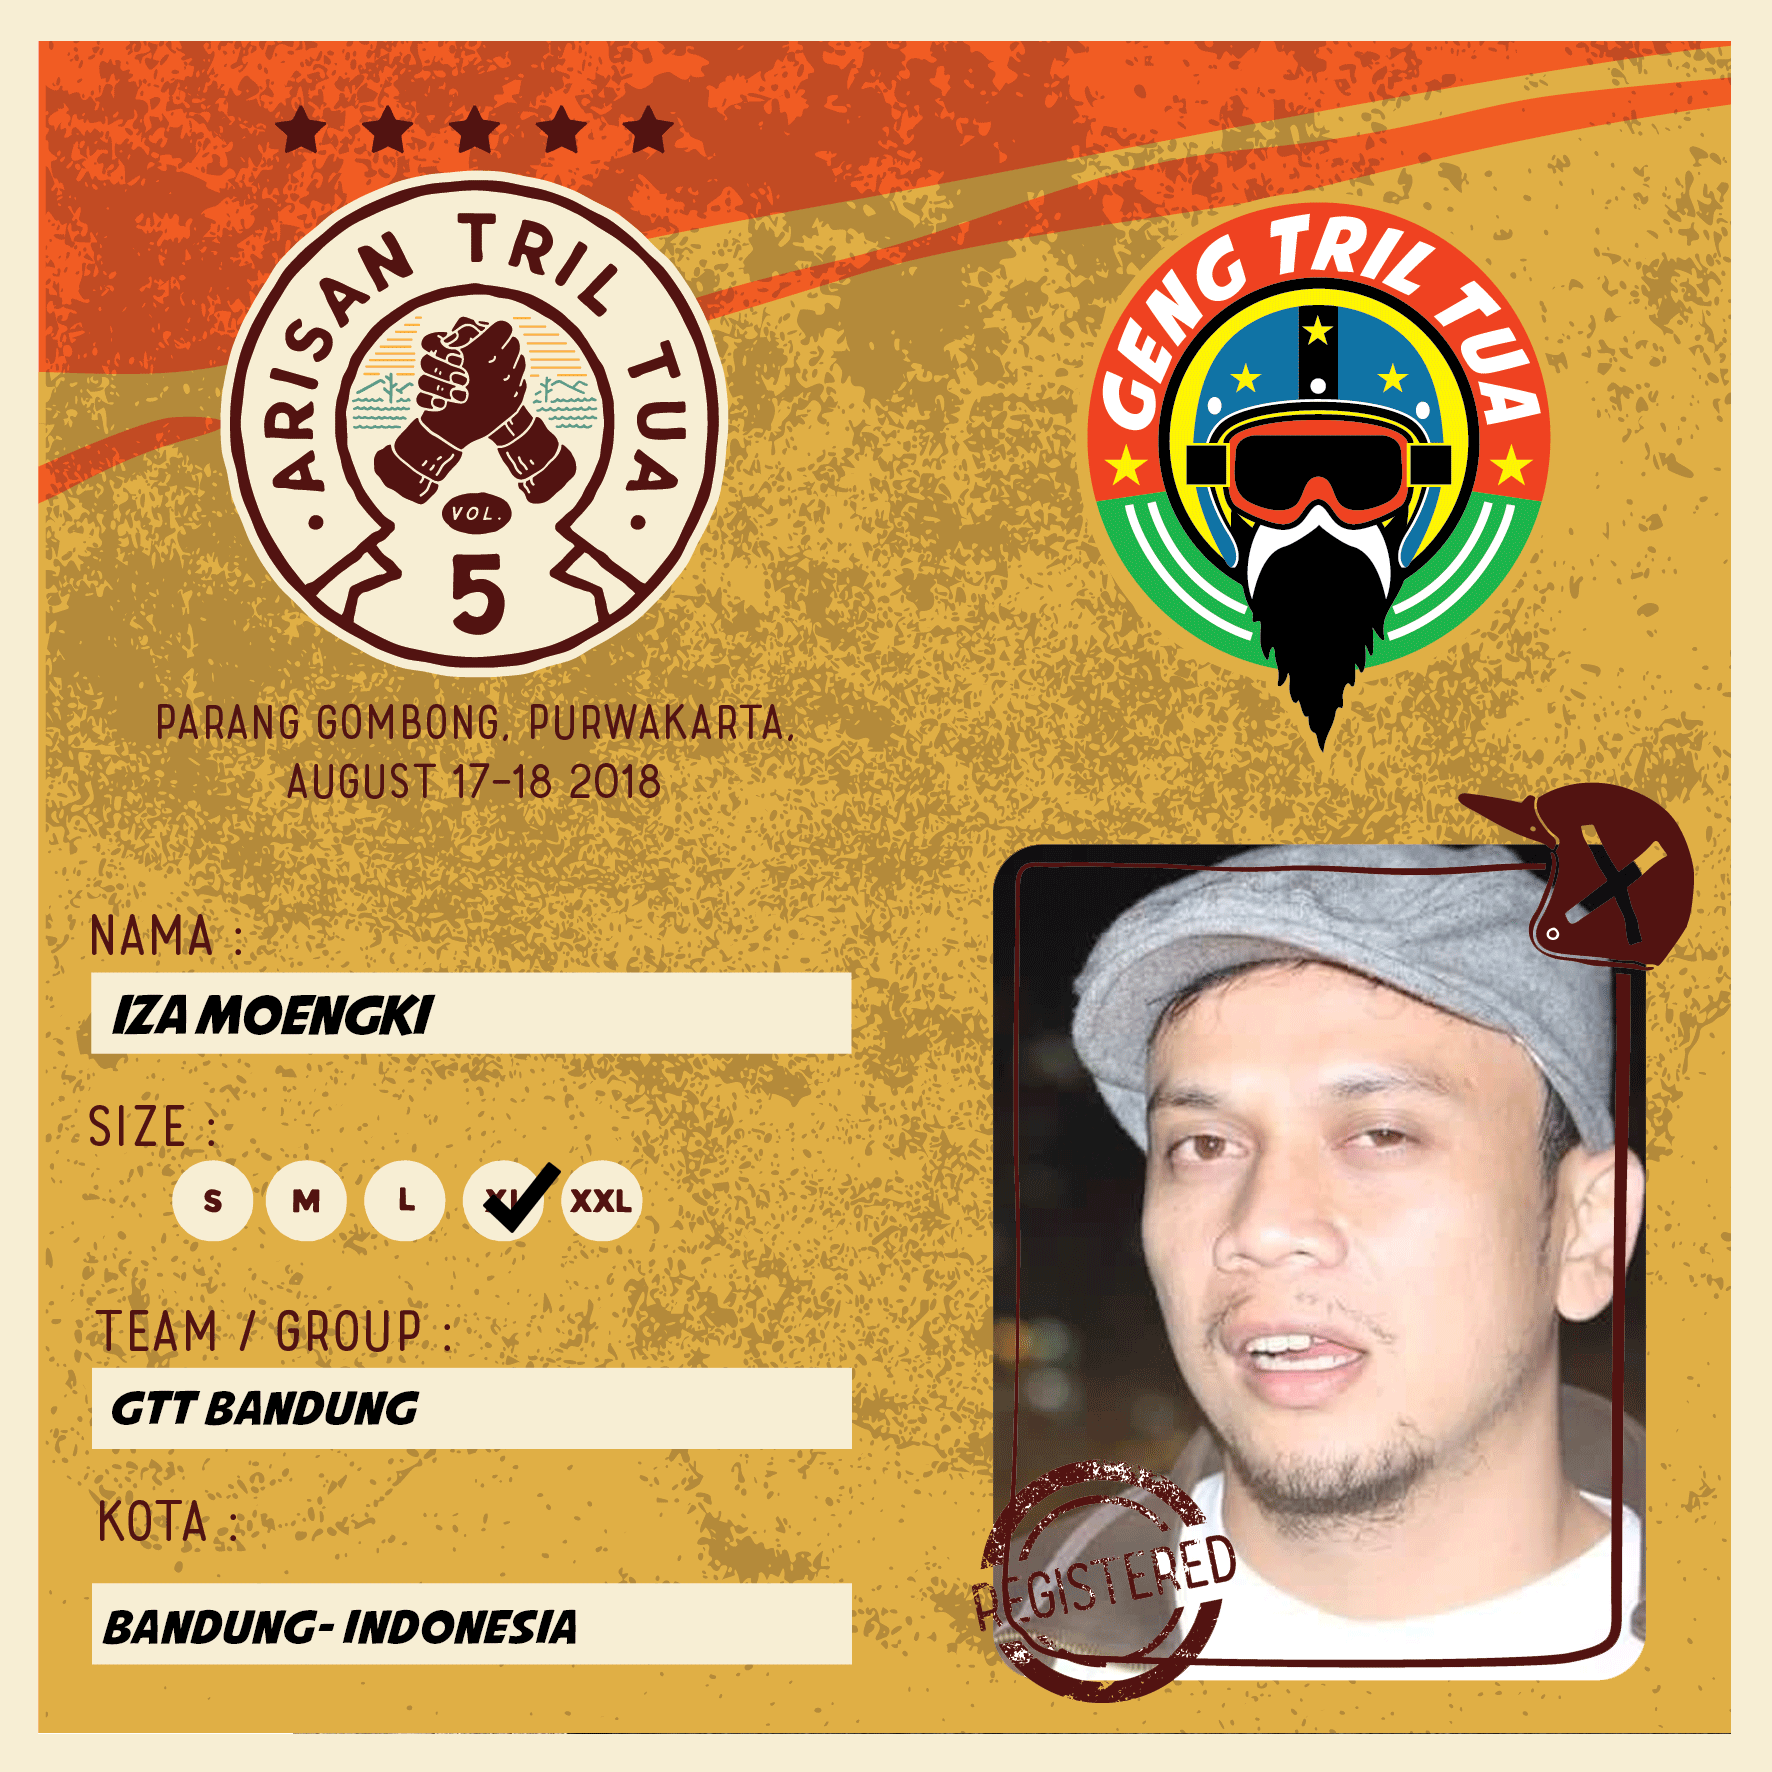 ARISAN TRIL TUA
VOL.
5
PARANG GOMBONG, PURWAKARTA,
AUGUST 17-18 2018
GENG TRIL TUA
NAMA :
IZA MOENGKI
SIZE :
S M L XL XXL
TEAM / GROUP :
GTT BANDUNG
KOTA :
BANDUNG- INDONESIA
REGISTERED